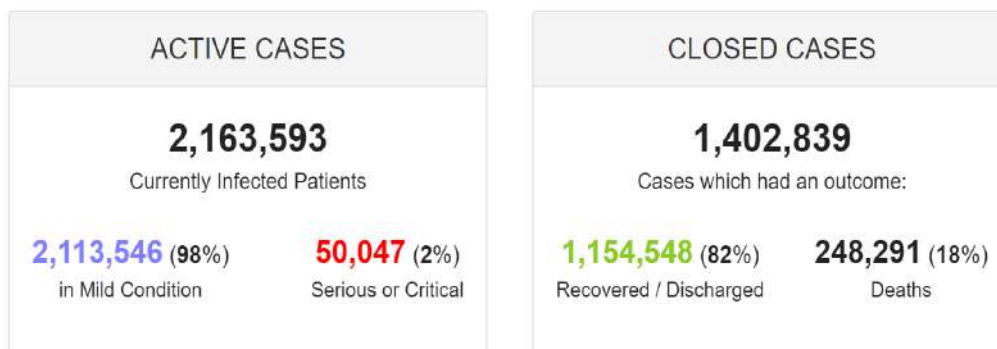 ACTIVE CASES
2,163,593
Currently Infected Patients
2,113,546 (98%)
in Mild Condition
50,047 (2%)
Serious or Critical
CLOSED CASES
1,402,839
Cases which had an outcome:
1,154,548 (82%)
Recovered / Discharged
248,291 (18%)
Deaths